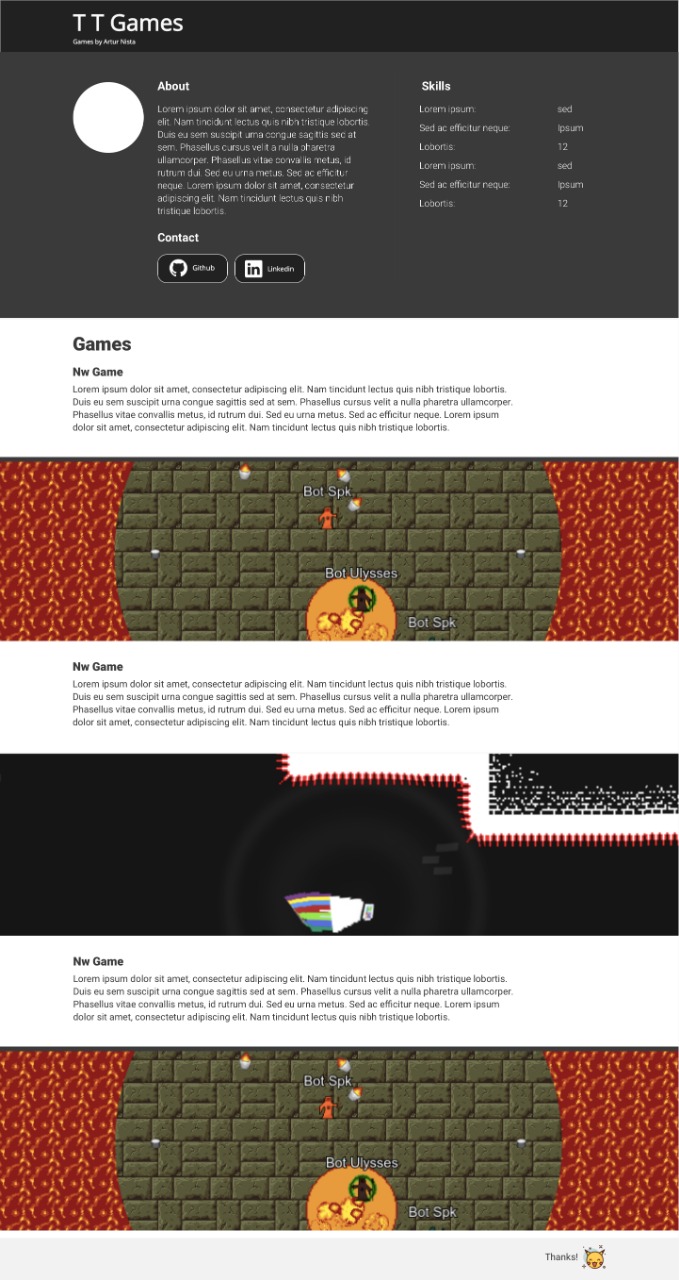 T T Games
Games by Artur Nista
About
Lorem ipsum dolor sit amet, consectetur adipiscing
elit. Nam tincidunt lectus quis nibh tristique lobortis.
Duis eu sem suscipit urna congue sagittis sed at
sem. Phasellus cursus velit a nulla pharetra
ullamcorper. Phasellus vitae convallis metus, id
rutrum dui. Sed eu urna metus. Sed ac efficitur
neque. Lorem ipsum dolor sit amet, consectetur
adipiscing elit. Nam tincidunt lectus quis nibh
tristique lobortis.
Contact
Github
Linkedin
Skills
Lorem ipsum: sed
Sed ac efficitur neque: Ipsum
Lobortis: 12
Lorem ipsum: sed
Sed ac efficitur neque: Ipsum
Lobortis: 12
Games
Nw Game
Lorem ipsum dolor sit amet, consectetur adipiscing elit. Nam tincidunt lectus quis nibh tristique lobortis.
Duis eu sem suscipit urna congue sagittis sed at sem. Phasellus cursus velit a nulla pharetra ullamcorper.
Phasellus vitae convallis metus, id rutrum dui. Sed eu urna metus. Sed ac efficitur neque. Lorem ipsum
dolor sit amet, consectetur adipiscing elit. Nam tincidunt lectus quis nibh tristique lobortis.
Bot Spk
Bot Ulysses
Bot Spk
Nw Game
Lorem ipsum dolor sit amet, consectetur adipiscing elit. Nam tincidunt lectus quis nibh tristique lobortis.
Duis eu sem suscipit urna congue sagittis sed at sem. Phasellus cursus velit a nulla pharetra ullamcorper.
Phasellus vitae convallis metus, id rutrum dui. Sed eu urna metus. Sed ac efficitur neque. Lorem ipsum
dolor sit amet, consectetur adipiscing elit. Nam tincidunt lectus quis nibh tristique lobortis.
Nw Game
Lorem ipsum dolor sit amet, consectetur adipiscing elit. Nam tincidunt lectus quis nibh tristique lobortis.
Duis eu sem suscipit urna congue sagittis sed at sem. Phasellus cursus velit a nulla pharetra ullamcorper.
Phasellus vitae convallis metus, id rutrum dui. Sed eu urna metus. Sed ac efficitur neque. Lorem ipsum
dolor sit amet, consectetur adipiscing elit. Nam tincidunt lectus quis nibh tristique lobortis.
Bot Spk
Bot Ulysses
Bot Spk
Thanks!